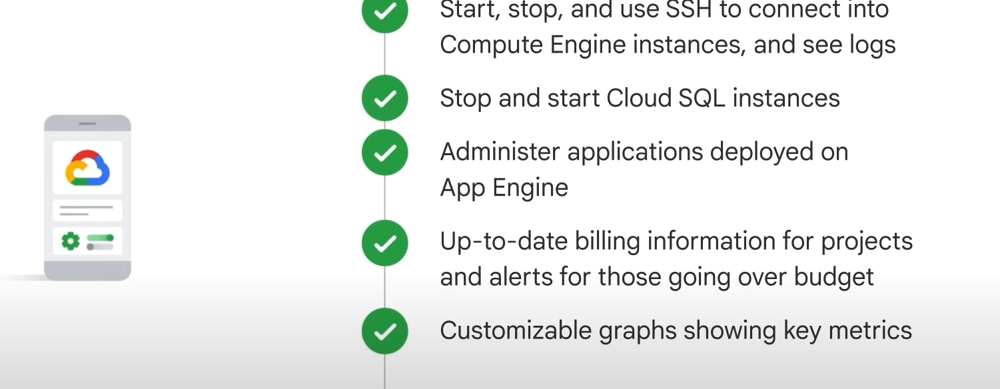 Start, stop, and use SSH to connect into
Compute Engine instances, and see logs
Stop and start Cloud SQL instances
Administer applications deployed on
App Engine
Up-to-date billing information for projects
and alerts for those going over budget
Customizable graphs showing key metrics